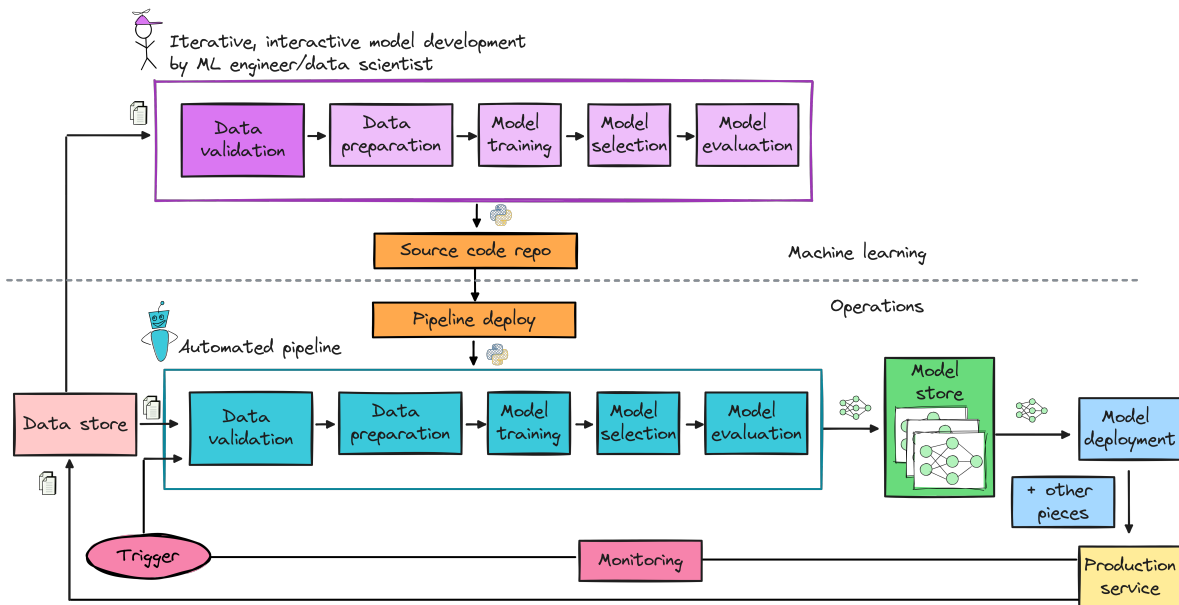 Iterative, interactive model development
by ML engineer/data scientist
Data
validation
Data
preparation
Model
training
Model
selection
Model
evaluation
Source code repo
Machine learning
Operations
Pipeline deploy
Automated pipeline
Data store
Data
validation
Data
preparation
Model
training
Model
selection
Model
evaluation
Model
store
Model
deployment
+ other
pieces
Trigger
Monitoring
Production
service